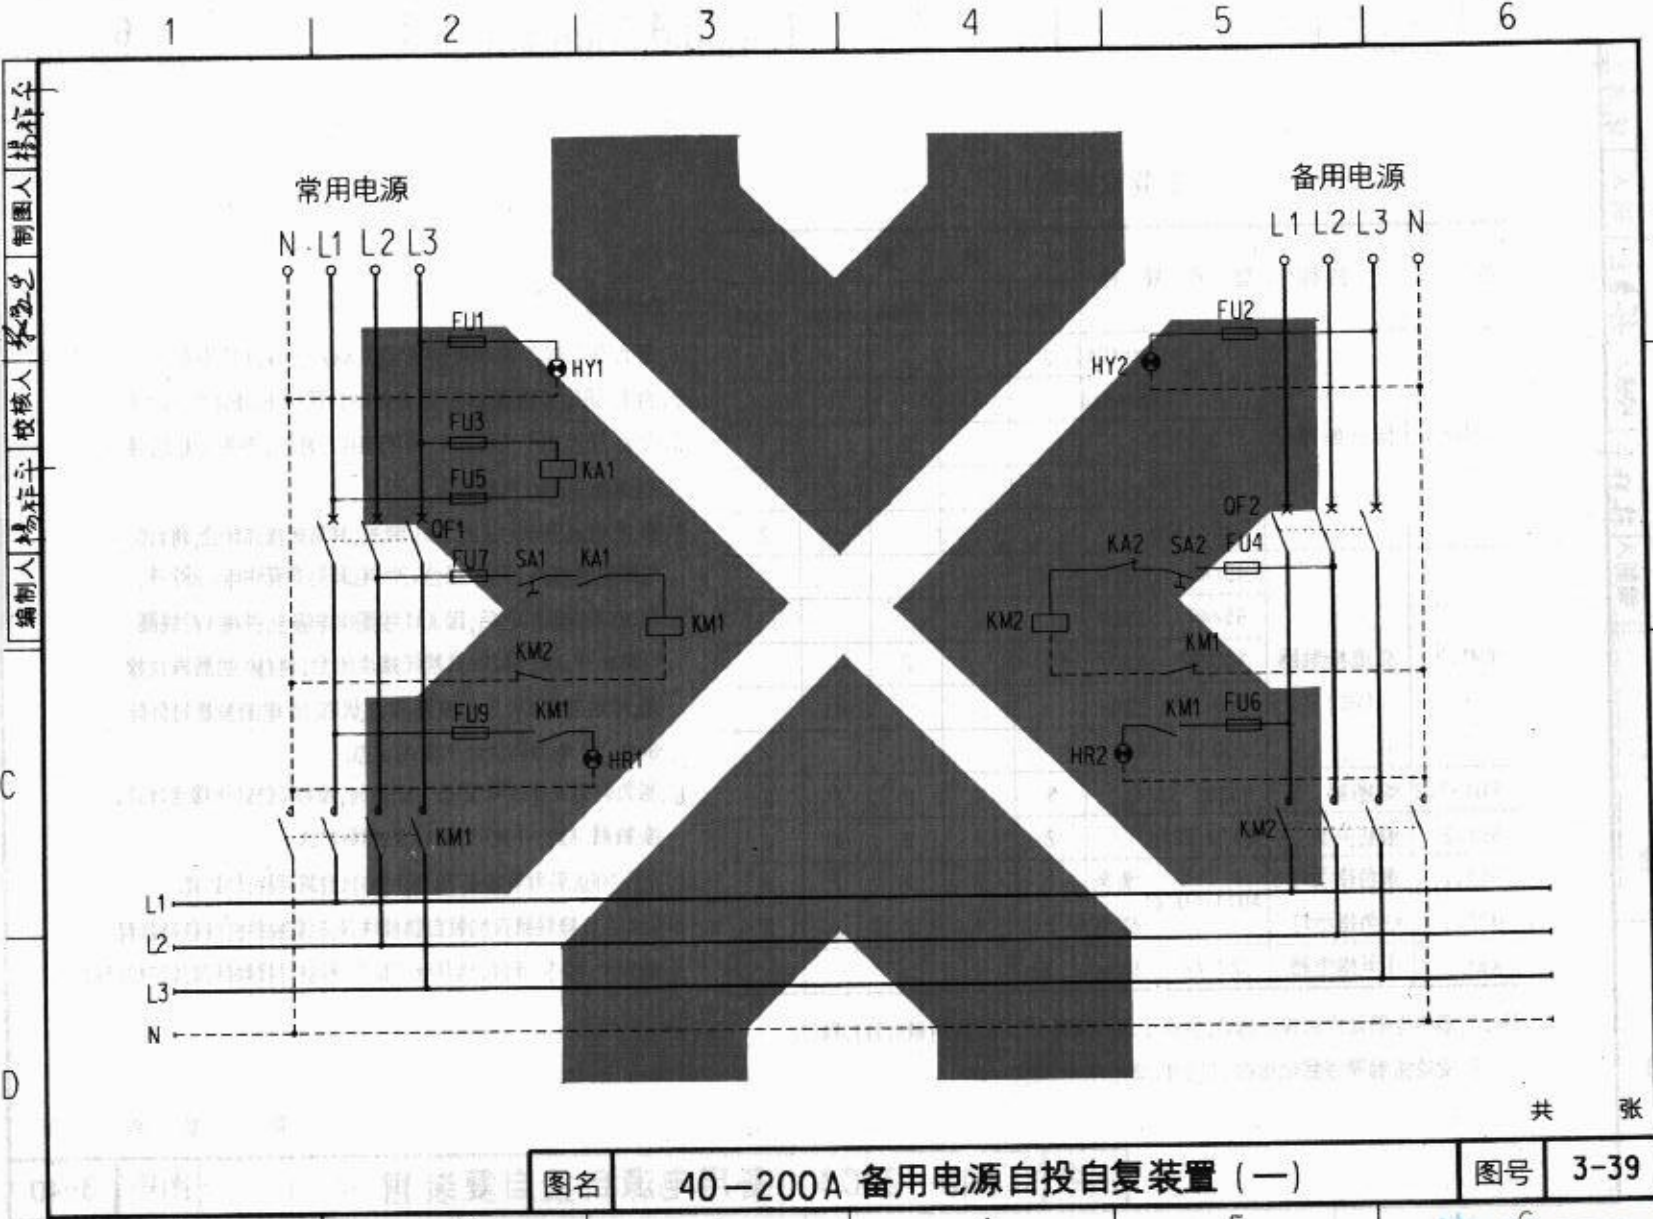 1 2 3 4 5 6
常用电源
备用电源
N L1 L2 L3
L1 L2 L3 N
FU1
FU2
HY1
HY2
FU3
KA1
FU5
QF1
QF2
FU7 SA1 KA1
KA2 SA2 FU4
KM1
KM2
KM2
KM1
FU9 KM1
KM1 FU6
HR1
HR2
KM1
KM2
L1
L2
L3
N
C
D
制图人
校核人
编制人
共 张
图名 40-200A 备用电源自投自复装置 (一) 图号 3-39